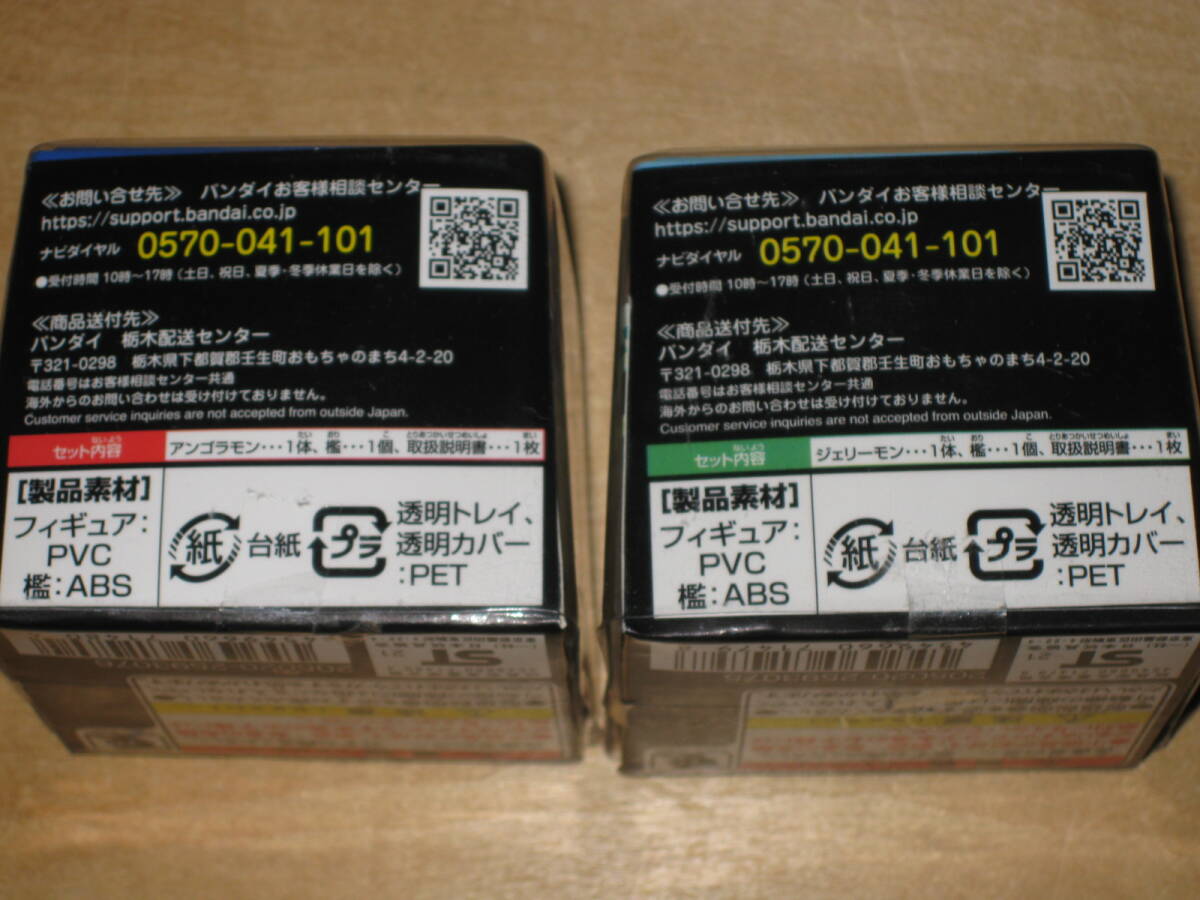 ≪お問い合せ先≫ バンダイお客様相談センター
https://support.bandai.co.jp
ナビダイヤル 0570-041-101
●受付時間 10時〜17時(土日、祝日、夏季・冬季休業日を除く)
≪商品送付先≫
バンダイ 栃木配送センター
〒321-0298 栃木県下都賀郡壬生町おもちゃのまち4-2-20
電話番号はお客様相談センター共通
海外からのお問い合わせは受け付けておりません。
Customer service inquiries are not accepted from outside Japan.
セット内容 アンゴラモン・・・1体、檻・・・1個、取扱説明書・・・1枚
[製品素材]
フィギュア:
PVC
檻:ABS
紙 台紙
プラ 透明トレイ、
透明カバー
:PET
ST
≪お問い合せ先≫ バンダイお客様相談センター
https://support.bandai.co.jp
ナビダイヤル 0570-041-101
●受付時間 10時〜17時(土日、祝日、夏季・冬季休業日を除く)
≪商品送付先≫
バンダイ 栃木配送センター
〒321-0298 栃木県下都賀郡壬生町おもちゃのまち4-2-20
電話番号はお客様相談センター共通
海外からのお問い合わせは受け付けておりません。
Customer service inquiries are not accepted from outside Japan.
セット内容 ジェリーモン・・・1体、檻・・・1個、取扱説明書・・・1枚
[製品素材]
フィギュア:
PVC
檻:ABS
紙 台紙
プラ 透明トレイ、
透明カバー
:PET
ST